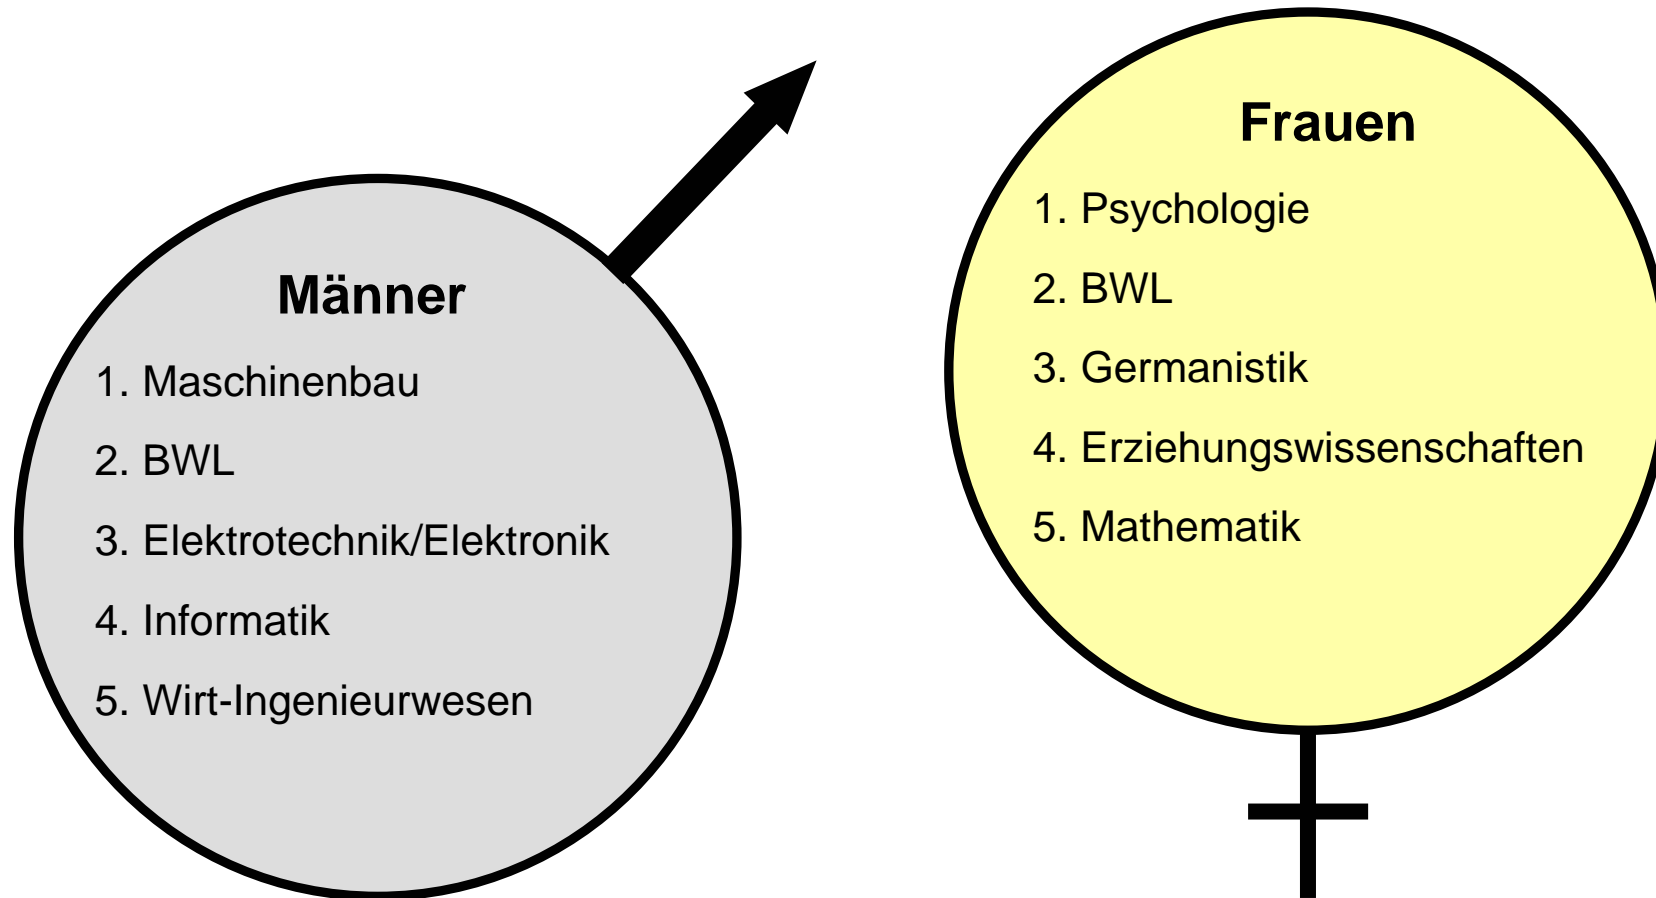 Männer
1. Maschinenbau
2. BWL
3. Elektrotechnik/Elektronik
4. Informatik
5. Wirt-Ingenieurwesen
Frauen
1. Psychologie
2. BWL
3. Germanistik
4. Erziehungswissenschaften
5. Mathematik